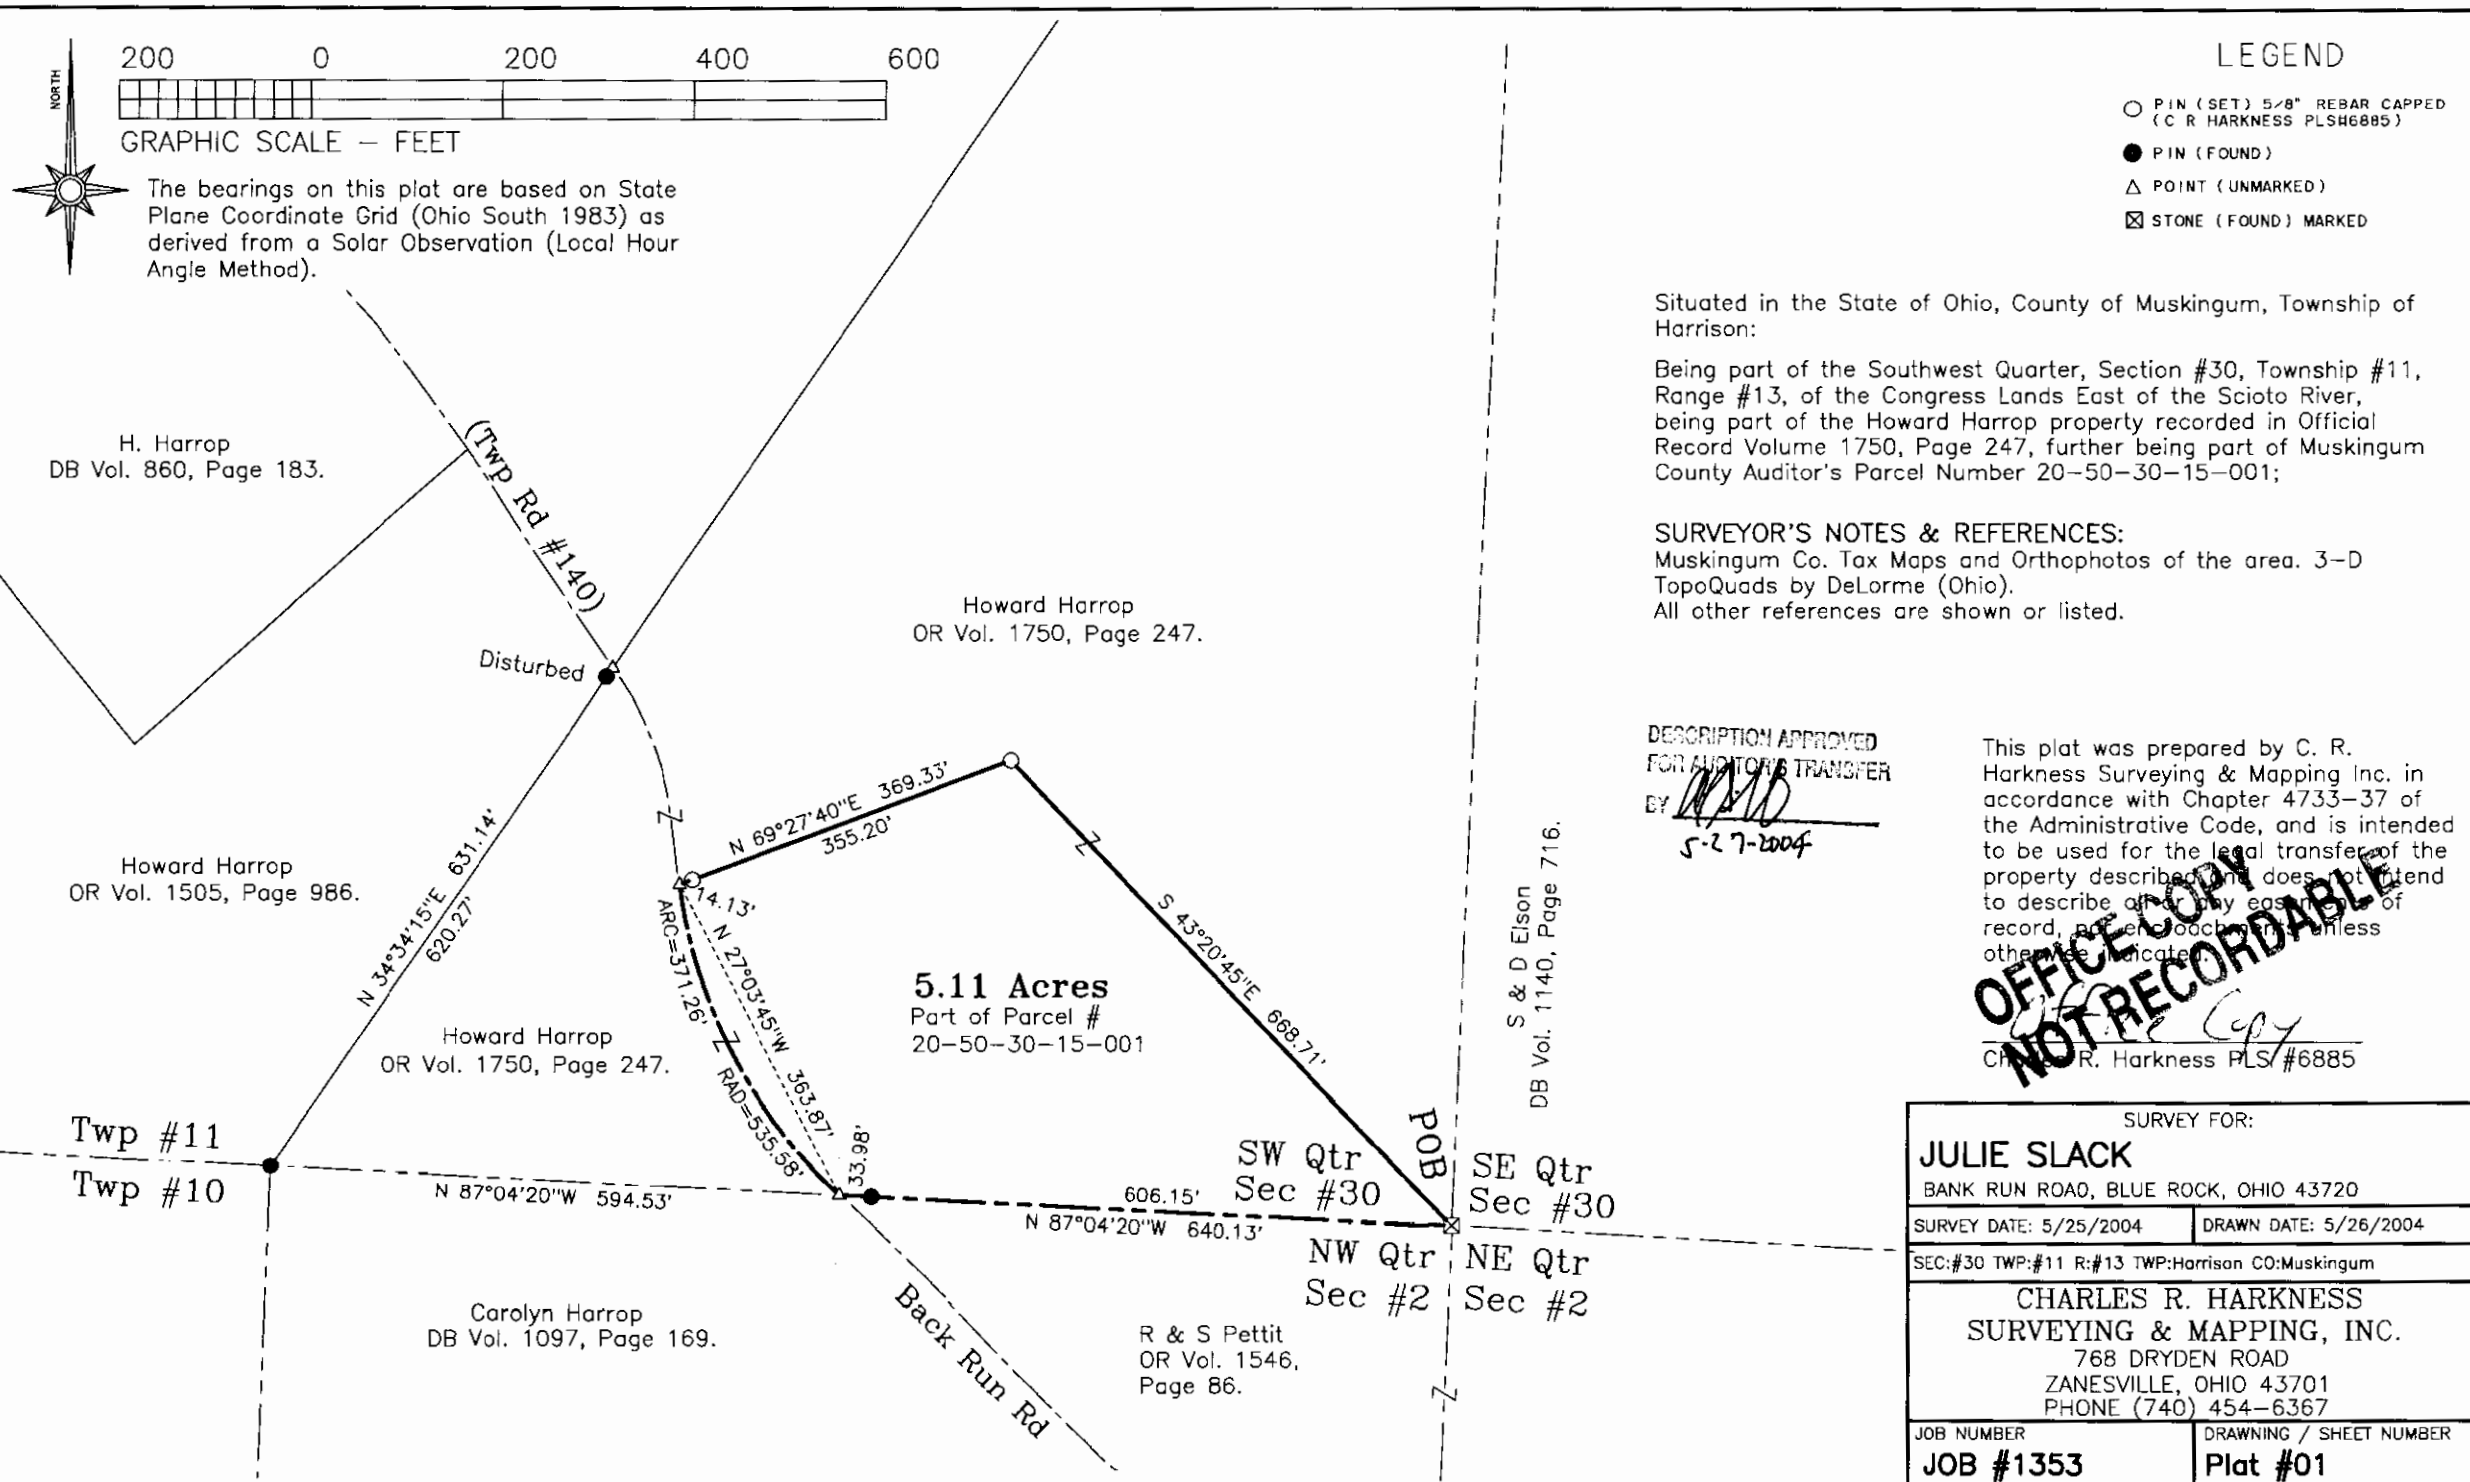 200 0 200 400 600
NORTH
GRAPHIC SCALE – FEET
The bearings on this plat are based on State
Plane Coordinate Grid (Ohio South 1983) as
derived from a Solar Observation (Local Hour
Angle Method).
LEGEND
PIN (SET) 5/8" REBAR CAPPED
(C R HARKNESS PLS#6885)
PIN (FOUND)
POINT (UNMARKED)
STONE (FOUND) MARKED
Situated in the State of Ohio, County of Muskingum, Township of
Harrison:
Being part of the Southwest Quarter, Section #30, Township #11,
Range #13, of the Congress Lands East of the Scioto River,
being part of the Howard Harrop property recorded in Official
Record Volume 1750, Page 247, further being part of Muskingum
County Auditor's Parcel Number 20-50-30-15-001;
SURVEYOR'S NOTES & REFERENCES:
Muskingum Co. Tax Maps and Orthophotos of the area. 3-D
TopoQuads by DeLorme (Ohio).
All other references are shown or listed.
H. Harrop
DB Vol. 860, Page 183.
(Twp Rd #140)
Disturbed
Howard Harrop
OR Vol. 1750, Page 247.
N 69°27'40"E 369.33'
355.20'
14.13'
Howard Harrop
OR Vol. 1505, Page 986.
N 34°34'15"E 631.14'
620.27'
ARC=371.26'
RAD=535.58'
N 27°03'45"W 363.87'
5.11 Acres
Part of Parcel #
20-50-30-15-001
S 43°20'45"E 668.71'
S & D Elson
DB Vol. 1140, Page 716.
Howard Harrop
OR Vol. 1750, Page 247.
Twp #11
Twp #10
N 87°04'20"W 594.53'
33.98'
606.15'
N 87°04'20"W 640.13'
POB
SW Qtr
Sec #30
SE Qtr
Sec #30
NW Qtr
Sec #2
NE Qtr
Sec #2
Carolyn Harrop
DB Vol. 1097, Page 169.
Back Run Rd
R & S Pettit
OR Vol. 1546,
Page 86.
DESCRIPTION APPROVED
FOR AUDITOR'S TRANSFER
BY
5-27-2004
This plat was prepared by C. R.
Harkness Surveying & Mapping Inc. in
accordance with Chapter 4733-37 of
the Administrative Code, and is intended
to be used for the legal transfer of the
property described and does not intend
to describe all or any easements of
record, nor encroachments unless
otherwise indicated.
OFFICE COPY
NOT RECORDABLE
Office Copy
Charles R. Harkness PLS #6885
SURVEY FOR:
JULIE SLACK
BANK RUN ROAD, BLUE ROCK, OHIO 43720
SURVEY DATE: 5/25/2004 DRAWN DATE: 5/26/2004
SEC:#30 TWP:#11 R:#13 TWP:Harrison CO:Muskingum
CHARLES R. HARKNESS
SURVEYING & MAPPING, INC.
768 DRYDEN ROAD
ZANESVILLE, OHIO 43701
PHONE (740) 454-6367
JOB NUMBER DRAWNING / SHEET NUMBER
JOB #1353 Plat #01